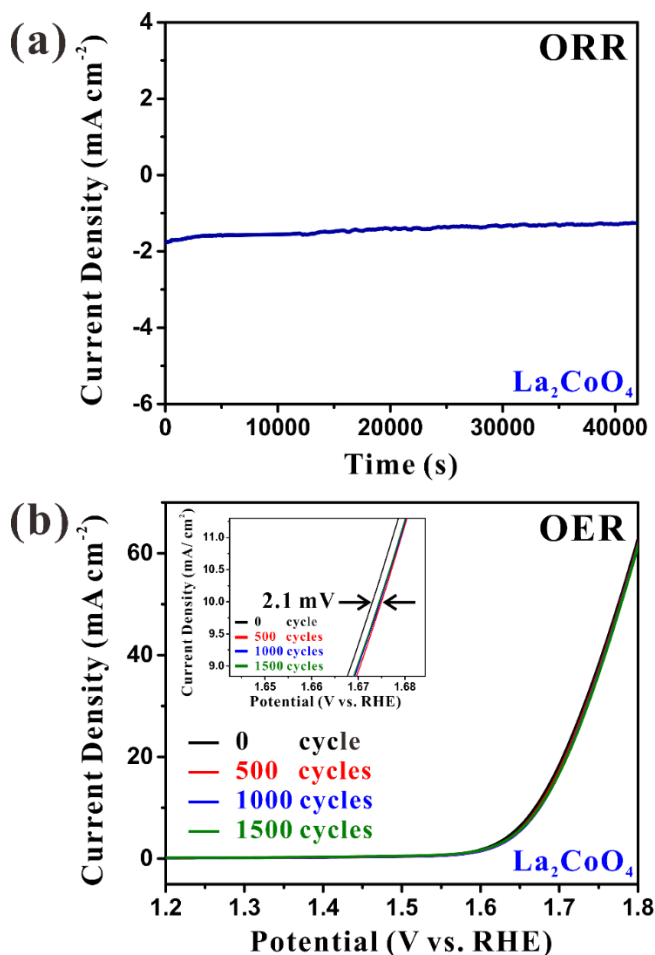 (a)
ORR
4
2
0
-2
-4
-6
Current Density (mA cm-2)
La2CoO4
0 10000 20000 30000 40000
Time (s)
(b)
OER
60
40
20
0
Current Density (mA cm-2)
11.0
10.5
10.0
9.5
9.0
Current Density (mA/ cm2)
2.1 mV
0 cycle
500 cycles
1000 cycles
1500 cycles
1.65 1.66 1.67 1.68
Potential (V vs. RHE)
0 cycle
500 cycles
1000 cycles
1500 cycles
La2CoO4
1.2 1.3 1.4 1.5 1.6 1.7 1.8
Potential (V vs. RHE)